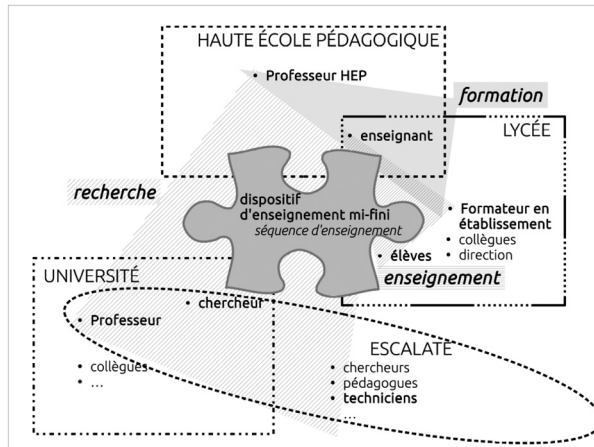 HAUTE ÉCOLE PÉDAGOGIQUE
• Professeur HEP
formation
• enseignant
LYCÉE
recherche
dispositif
d'enseignement mi-fini
séquence d'enseignement
• Formateur en
établissement
• collègues
• direction
• élèves
enseignement
UNIVERSITÉ
• chercheur
• Professeur
• collègues
• ...
ESCALATE
• chercheurs
• pédagogues
• techniciens
...